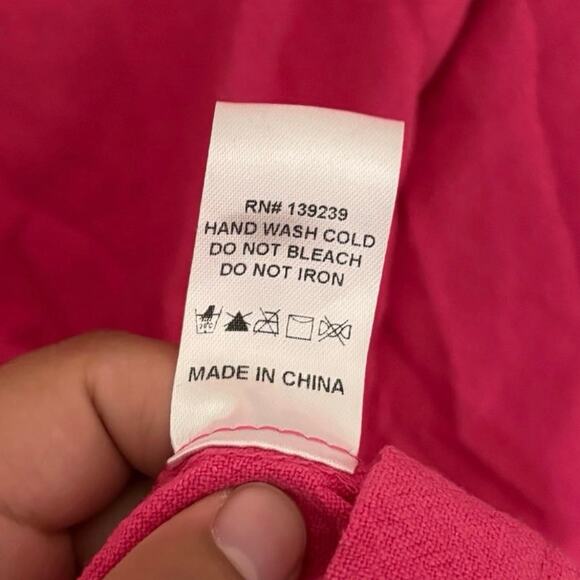 RN# 139239
HAND WASH COLD
DO NOT BLEACH
DO NOT IRON
MADE IN CHINA